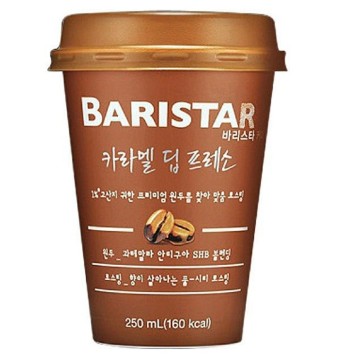 BARISTAR
바리스타
카라멜 딥 프레소
1% 고산지 귀한 프리미엄 원두를 찾아 맞춤 로스팅
원두_과테말라 안티구아 SHB 블렌딩
로스팅_향이 살아나는 품-시티 로스팅
250 mL(160 kcal)